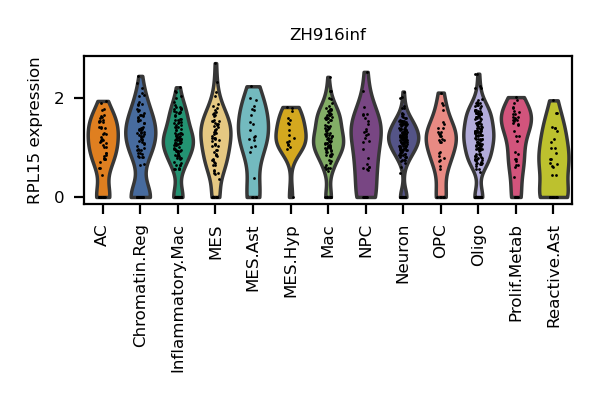 ZH916inf
RPL15 expression
2
0
AC
Chromatin.Reg
Inflammatory.Mac
MES
MES.Ast
MES.Hyp
Mac
NPC
Neuron
OPC
Oligo
Prolif.Metab
Reactive.Ast